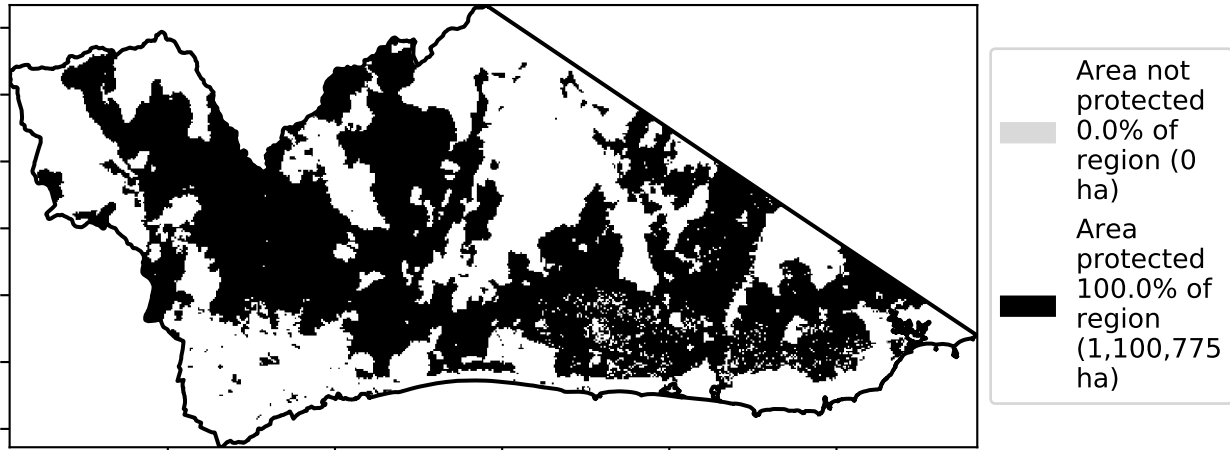 Area not
protected
0.0% of
region (0
ha)
Area
protected
100.0% of
region
(1,100,775
ha)